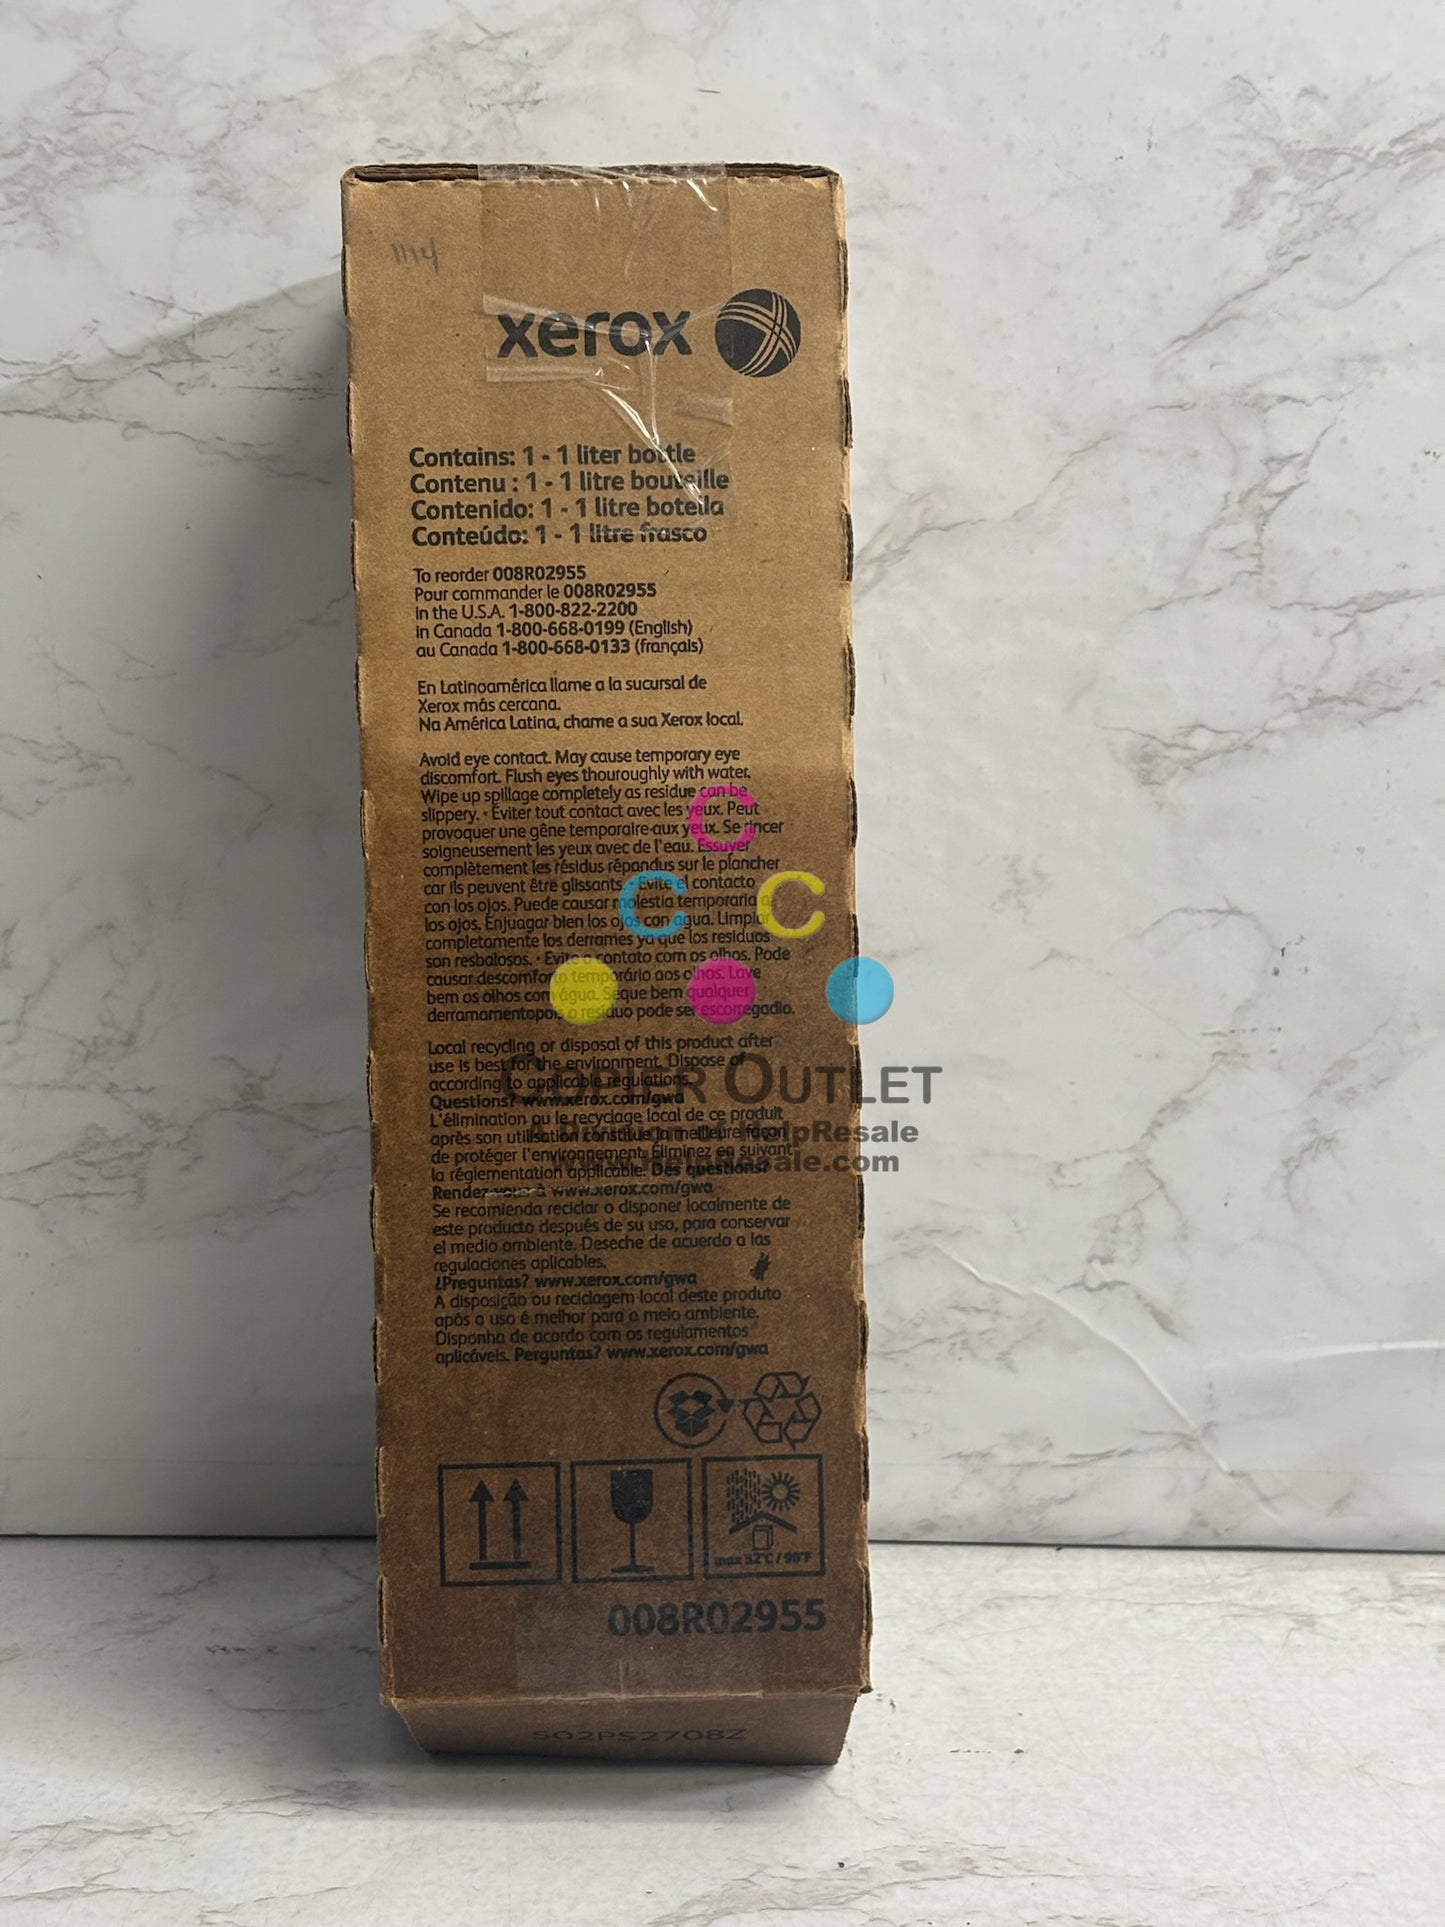 1114
xerox
Contains: 1 - 1 liter bottle
Contenu : 1 - 1 litre bouteille
Contenido: 1 - 1 litre botella
Conteúdo: 1 - 1 litre frasco
To reorder 008R02955
Pour commander le 008R02955
in the U.S.A. 1-800-822-2200
in Canada 1-800-668-0199 (English)
au Canada 1-800-668-0133 (français)
En Latinoamérica llame a la sucursal de
Xerox más cercana.
Na América Latina, chame a sua Xerox local.
Avoid eye contact. May cause temporary eye
discomfort. Flush eyes thouroughly with water.
Wipe up spillage completely as residue can be
slippery. • Éviter tout contact avec les yeux. Peut
provoquer une gêne temporaire aux yeux. Se rincer
soigneusement les yeux avec de l'eau. Essuyer
complètement les résidus répandus sur le plancher
car ils peuvent être glissants. • Evite el contacto
con los ojos. Puede causar molestia temporaria a
los ojos. Enjuagar bien los ojos con agua. Limpiar
completamente los derrames ya que los residuos
son resbalosos. • Evite o contato com os olhos. Pode
causar desconforto temporário aos olhos. Lave
bem os olhos com água. Seque bem qualquer
derramamentopois o resíduo pode ser escorregadio.
Local recycling or disposal of this product after
use is best for the environment. Dispose of
according to applicable regulations.
Questions? www.xerox.com/gwa
L'élimination ou le recyclage local de ce produit
après son utilisation constitue la meilleure façon
de protéger l'environnement. Éliminez en suivant
la réglementation applicable. Des questions?
Rendez-vous à www.xerox.com/gwa
Se recomienda reciclar o disponer localmente de
este producto después de su uso, para conservar
el medio ambiente. Deseche de acuerdo a las
regulaciones aplicables.
¿Preguntas? www.xerox.com/gwa
A disposição ou reciclagem local deste produto
após o uso é melhor para o meio ambiente.
Disponha de acordo com os regulamentos
aplicáveis. Perguntas? www.xerox.com/gwa
max 32°C / 90°F
008R02955
502P52708Z
C
C C
COPIER OUTLET
A Division of HelpResale
www.HelpResale.com